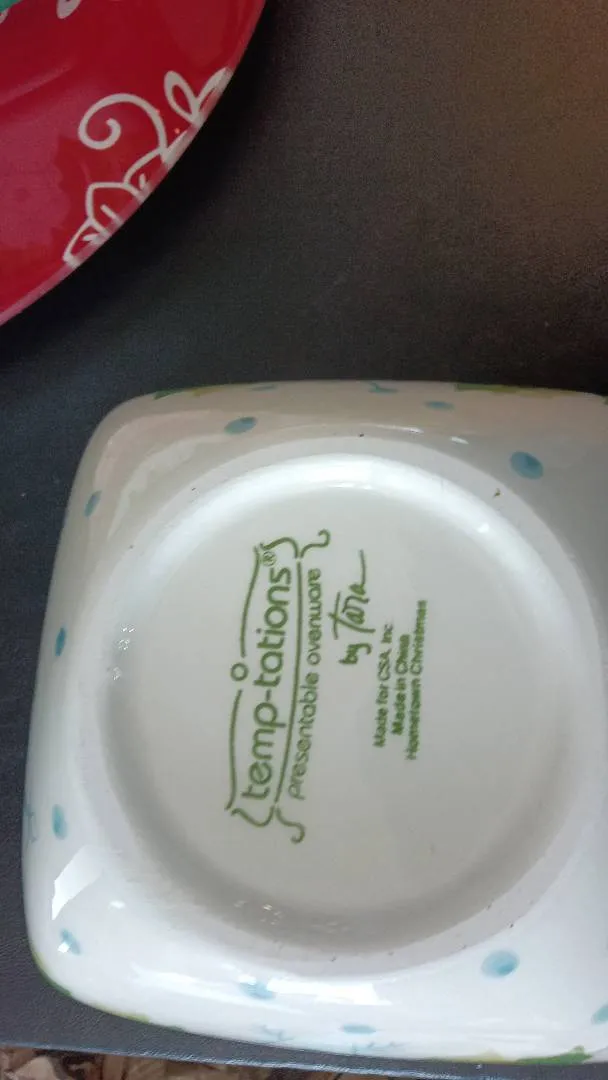 temp-tations®
presentable ovenware
by Tara
Made for CSA, Inc.
Made in China
Hometown Christmas